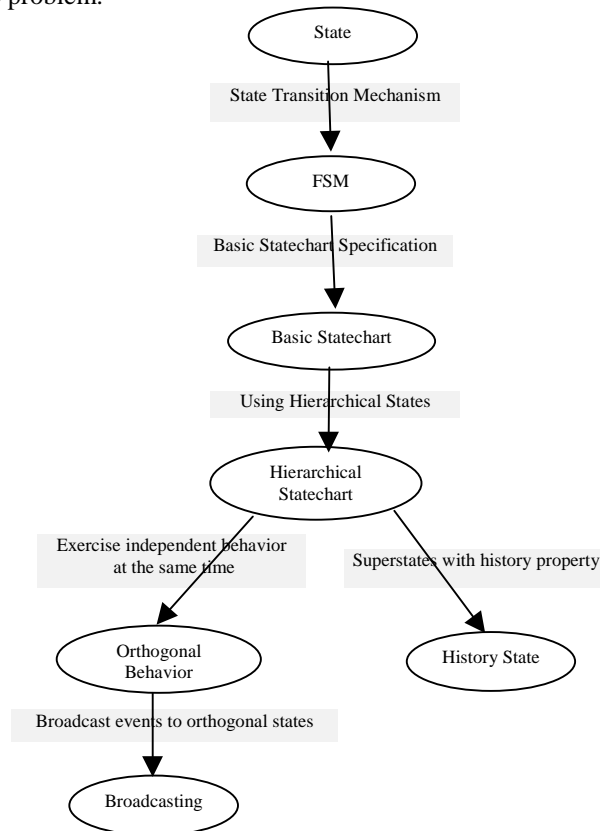 problem.
State
State Transition Mechanism
FSM
Basic Statechart Specification
Basic Statechart
Using Hierarchical States
Hierarchical
Statechart
Exercise independent behavior
at the same time
Superstates with history property
Orthogonal
Behavior
History State
Broadcast events to orthogonal states
Broadcasting